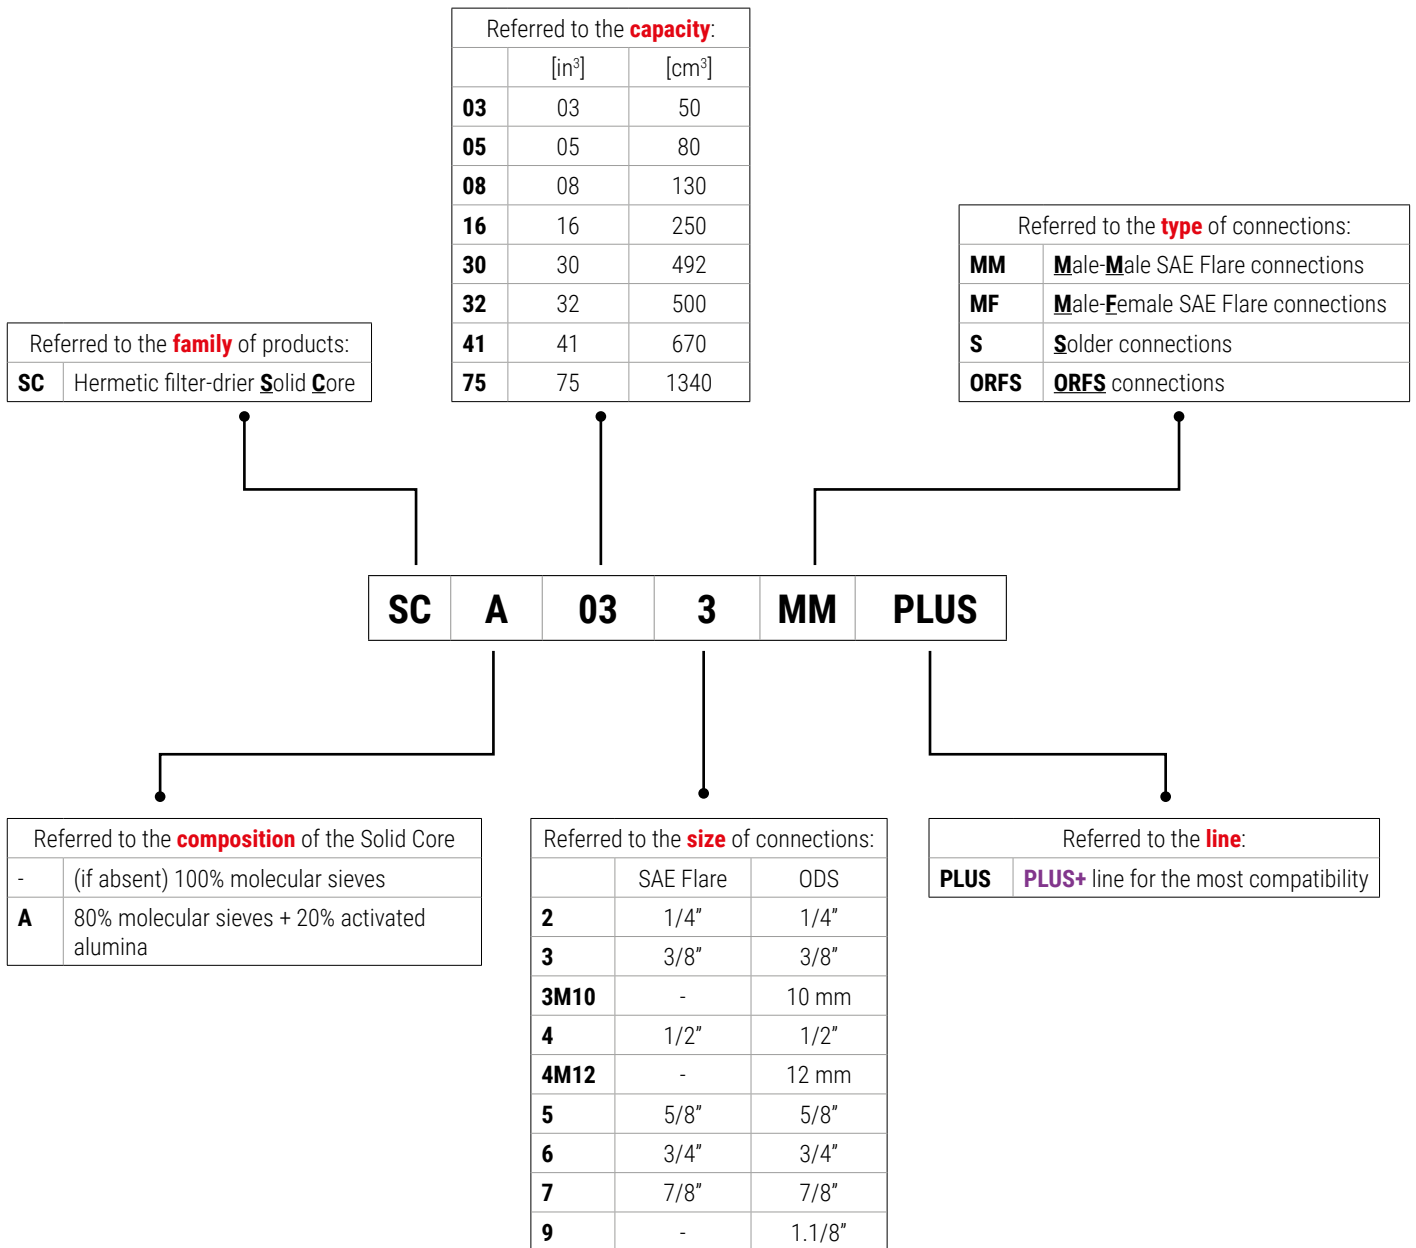 Referred to the capacity:
[in³] [cm³]
03 03 50
05 05 80
08 08 130
16 16 250
30 30 492
32 32 500
41 41 670
75 75 1340
Referred to the type of connections:
MM Male-Male SAE Flare connections
MF Male-Female SAE Flare connections
S Solder connections
ORFS ORFS connections
Referred to the family of products:
SC Hermetic filter-drier Solid Core
SC A 03 3 MM PLUS
Referred to the composition of the Solid Core
- (if absent) 100% molecular sieves
A 80% molecular sieves + 20% activated
alumina
Referred to the size of connections:
SAE Flare ODS
2 1/4" 1/4"
3 3/8" 3/8"
3M10 - 10 mm
4 1/2" 1/2"
4M12 - 12 mm
5 5/8" 5/8"
6 3/4" 3/4"
7 7/8" 7/8"
9 - 1.1/8"
Referred to the line:
PLUS PLUS+ line for the most compatibility